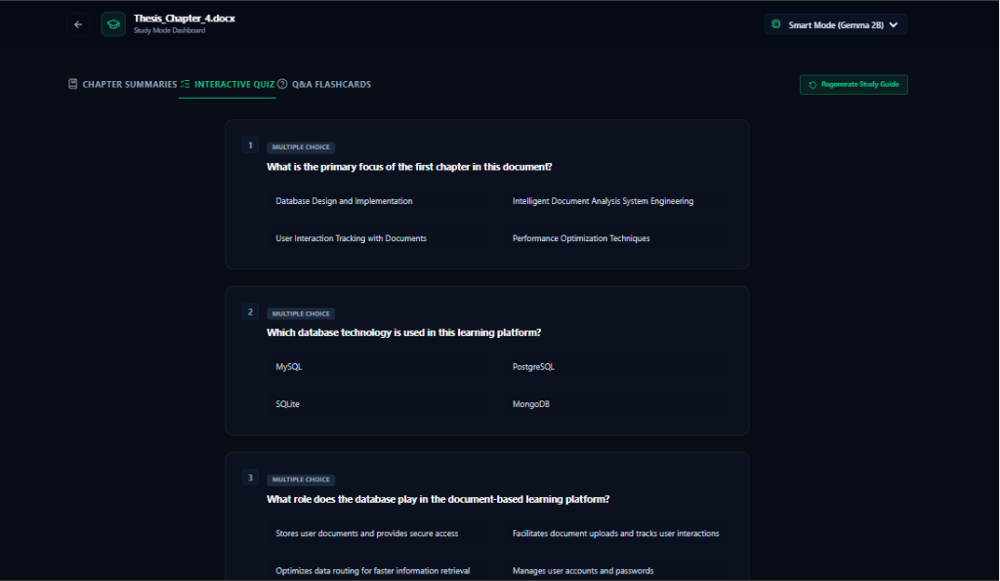 Thesis_Chapter_4.docx
Study Mode Dashboard
Smart Mode (Gemma 2B)
CHAPTER SUMMARIES INTERACTIVE QUIZ Q&A FLASHCARDS
Regenerate Study Guide
1 MULTIPLE CHOICE
What is the primary focus of the first chapter in this document?
Database Design and Implementation Intelligent Document Analysis System Engineering
User Interaction Tracking with Documents Performance Optimization Techniques
2 MULTIPLE CHOICE
Which database technology is used in this learning platform?
MySQL PostgreSQL
SQLite MongoDB
3 MULTIPLE CHOICE
What role does the database play in the document-based learning platform?
Stores user documents and provides secure access Facilitates document uploads and tracks user interactions
Optimizes data routing for faster information retrieval Manages user accounts and passwords